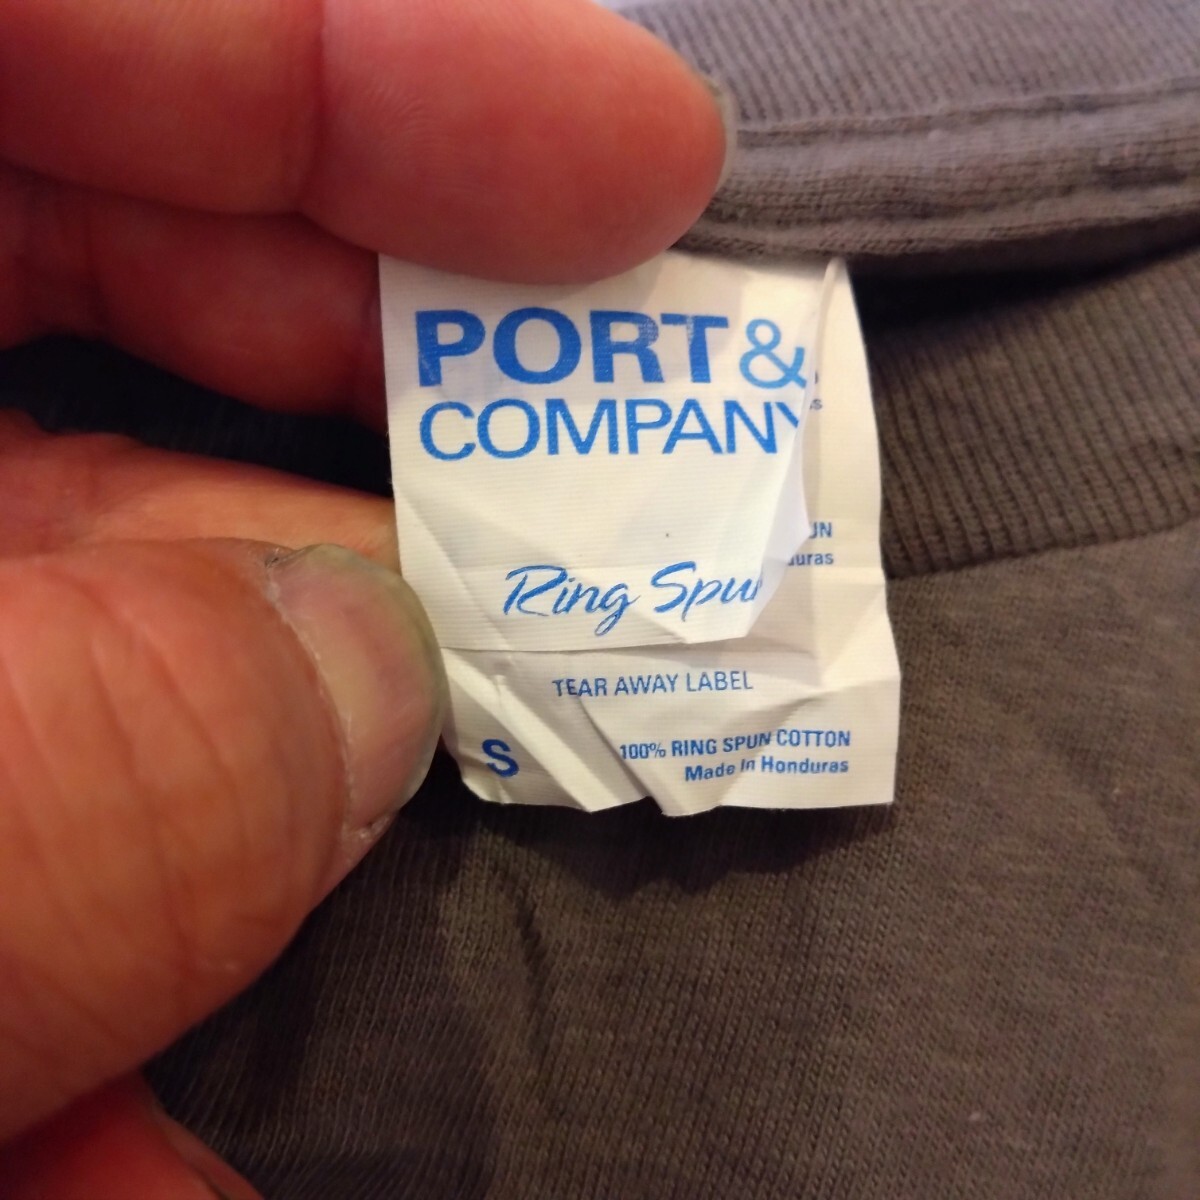 PORT &
COMPANY
Ring Spun
TEAR AWAY LABEL
S
100% RING SPUN COTTON
Made In Honduras